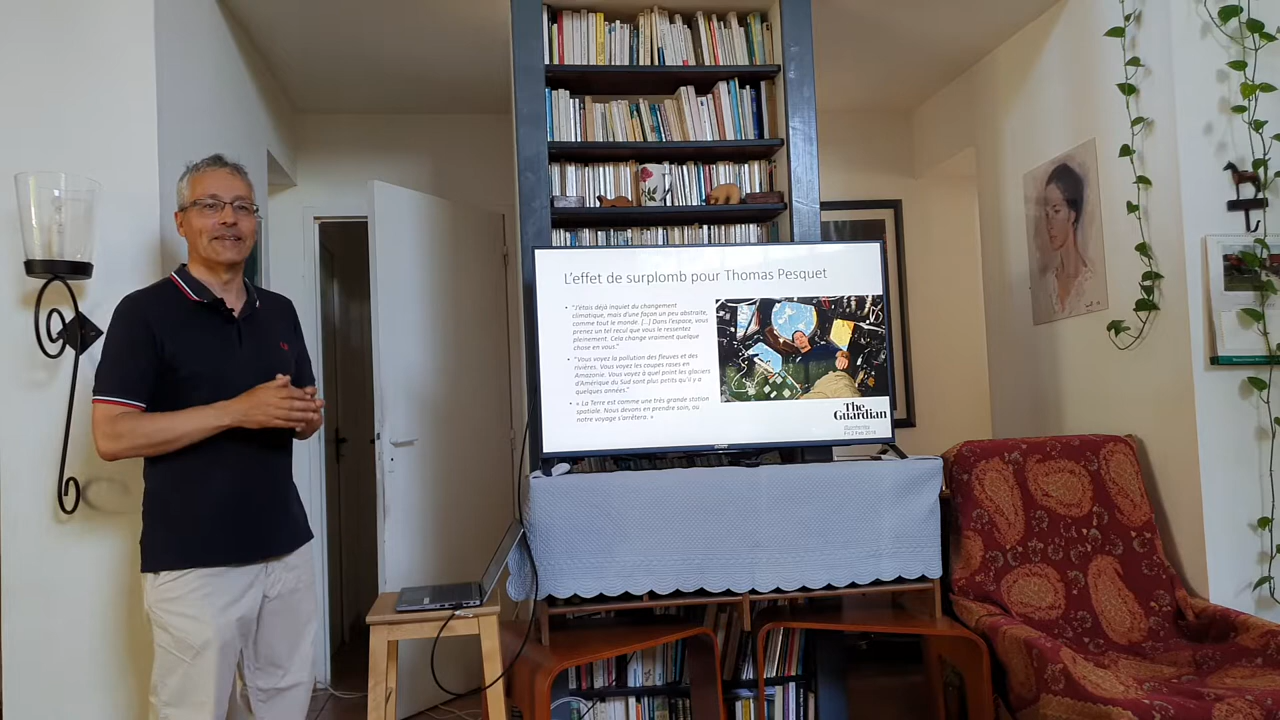 L'effet de surplomb pour Thomas Pesquet
• "J'étais déjà inquiet du changement
climatique, mais d'une façon un peu abstraite,
comme tout le monde. [...] Dans l'espace, vous
prenez un tel recul que vous le ressentez
pleinement. Cela change vraiment quelque
chose en vous."
• "Vous voyez la pollution des fleuves et des
rivières. Vous voyez les coupes rases en
Amazonie. Vous voyez à quel point les glaciers
d'Amérique du Sud sont plus petits qu'il y a
quelques années."
• « La Terre est comme une très grande station
spatiale. Nous devons en prendre soin, ou
notre voyage s'arrêtera. »
The
Guardian
Fri 2 Feb 2018